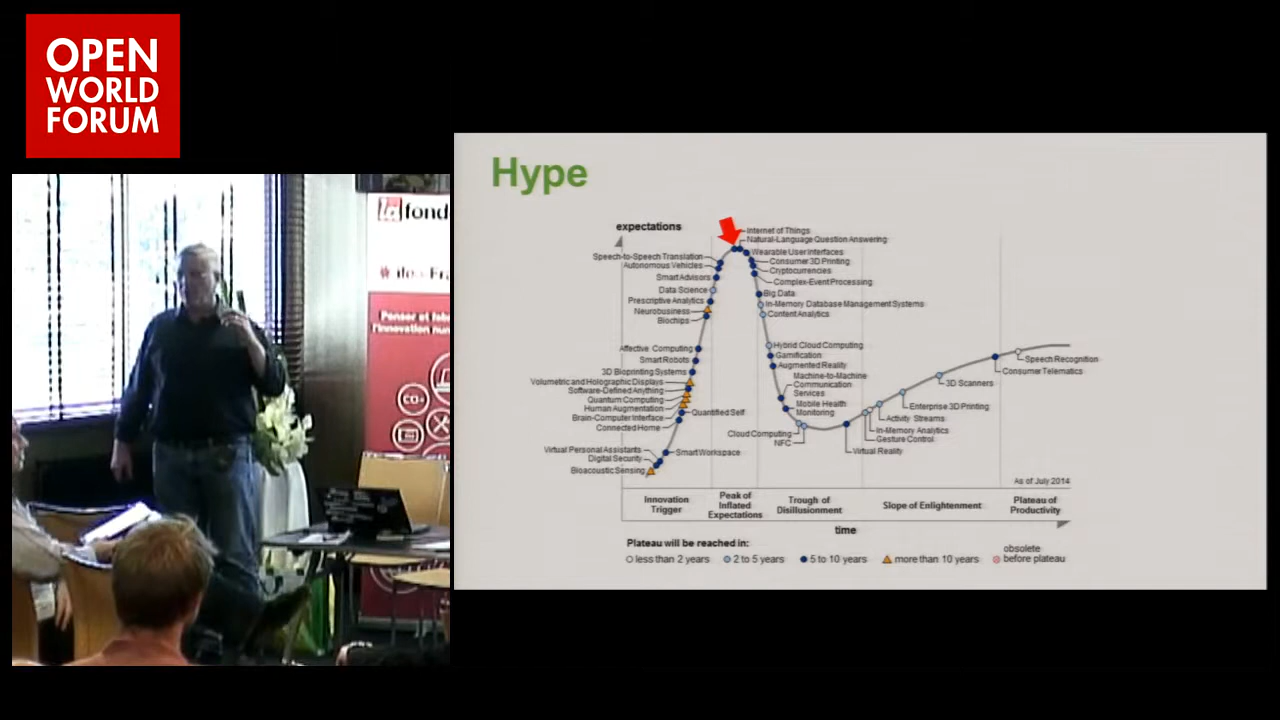 OPEN
WORLD
FORUM
fond
Penser et
l'innovation
CO+
Hype
expectations
Internet of Things
Natural-Language Question Answering
Wearable User Interfaces
Consumer 3D Printing
Cryptocurrencies
Complex-Event Processing
Big Data
In-Memory Database Management Systems
Content Analytics
Hybrid Cloud Computing
Gamification
Augmented Reality
Machine-to-Machine
Communication
Services
Mobile Health
Monitoring
Speech-to-Speech Translation
Autonomous Vehicles
Smart Advisors
Data Science
Prescriptive Analytics
Neurobusiness
Biochips
Affective Computing
Smart Robots
3D Bioprinting Systems
Volumetric and Holographic Displays
Software-Defined Anything
Quantum Computing
Human Augmentation
Brain-Computer Interface
Connected Home
Quantified Self
Virtual Personal Assistants
Smart Workspace
Digital Security
Bioacoustic Sensing
Cloud Computing
NFC
Virtual Reality
Gesture Control
In-Memory Analytics
Activity Streams
Enterprise 3D Printing
3D Scanners
Consumer Telematics
Speech Recognition
As of July 2014
Innovation
Trigger
Peak of
Inflated
Expectations
Trough of
Disillusionment
Slope of Enlightenment
Plateau of
Productivity
time
Plateau will be reached in:
less than 2 years
2 to 5 years
5 to 10 years
more than 10 years
obsolete
before plateau